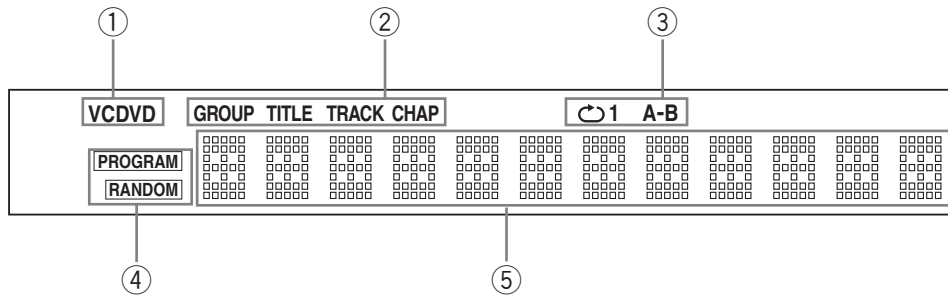 ① ② ③
VCDVD GROUP TITLE TRACK CHAP 1 A-B
PROGRAM
RANDOM
④ ⑤